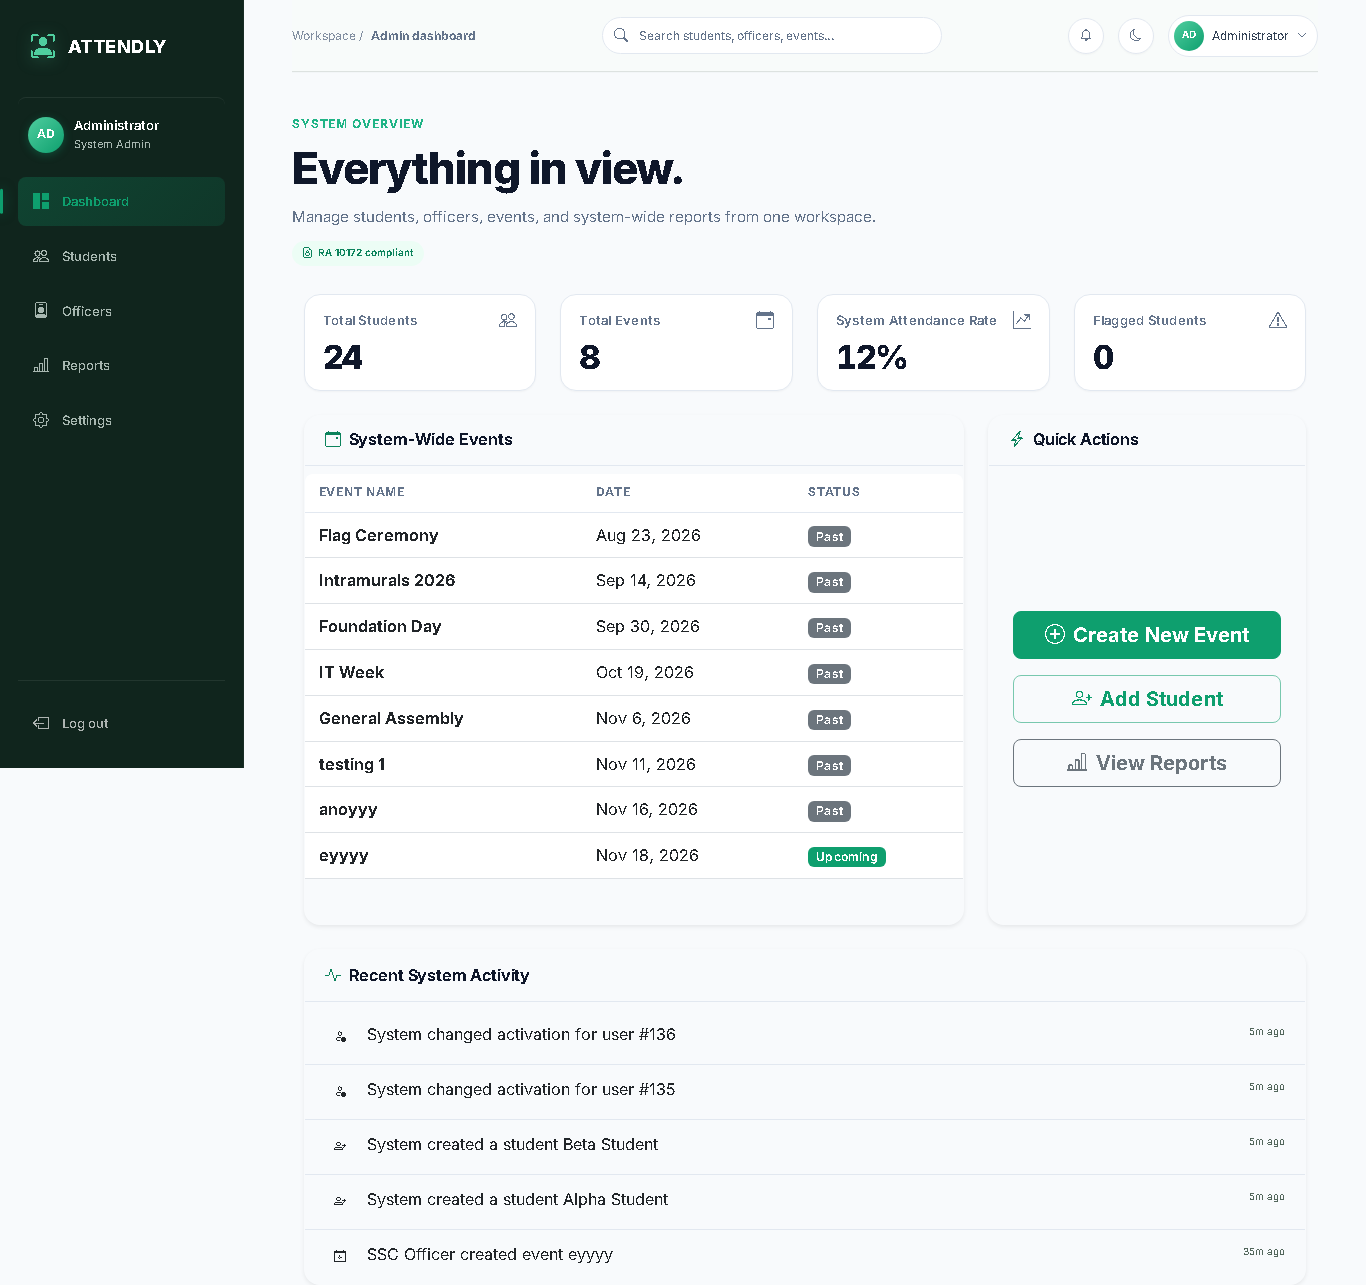 ATTENDLY
AD
Administrator
System Admin
Dashboard
Students
Officers
Reports
Settings
Log out
Workspace / Admin dashboard
Search students, officers, events...
AD Administrator
SYSTEM OVERVIEW
Everything in view.
Manage students, officers, events, and system-wide reports from one workspace.
RA 10172 compliant
Total Students
24
Total Events
8
System Attendance Rate
12%
Flagged Students
0
System-Wide Events
EVENT NAME DATE STATUS
Flag Ceremony Aug 23, 2026 Past
Intramurals 2026 Sep 14, 2026 Past
Foundation Day Sep 30, 2026 Past
IT Week Oct 19, 2026 Past
General Assembly Nov 6, 2026 Past
testing 1 Nov 11, 2026 Past
anoyyy Nov 16, 2026 Past
eyyyy Nov 18, 2026 Upcoming
Quick Actions
Create New Event
Add Student
View Reports
Recent System Activity
System changed activation for user #136 5m ago
System changed activation for user #135 5m ago
System created a student Beta Student 5m ago
System created a student Alpha Student 5m ago
SSC Officer created event eyyyy 35m ago